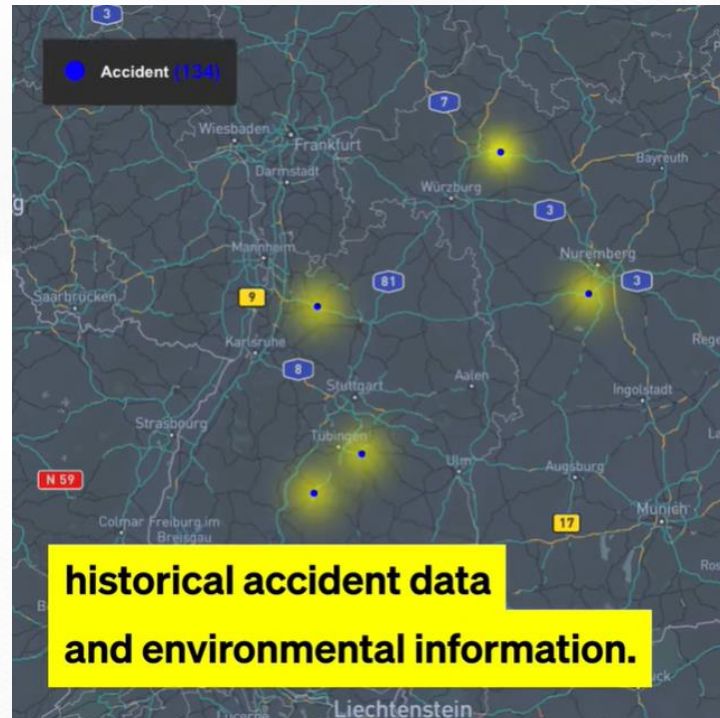 3
Accident (134)
7
Wiesbaden
Frankfurt
Bayreuth
Darmstadt
Würzburg
3
Mannheim
Nuremberg
81
3
9
Saarbrücken
Karlsruhe
8
Stuttgart
Aalen
Ingolstadt
Strasbourg
Tübingen
Ulm
Augsburg
N 59
Munich
17
Colmar
Freiburg im
Breisgau
historical accident data
and environmental information.
Liechtenstein